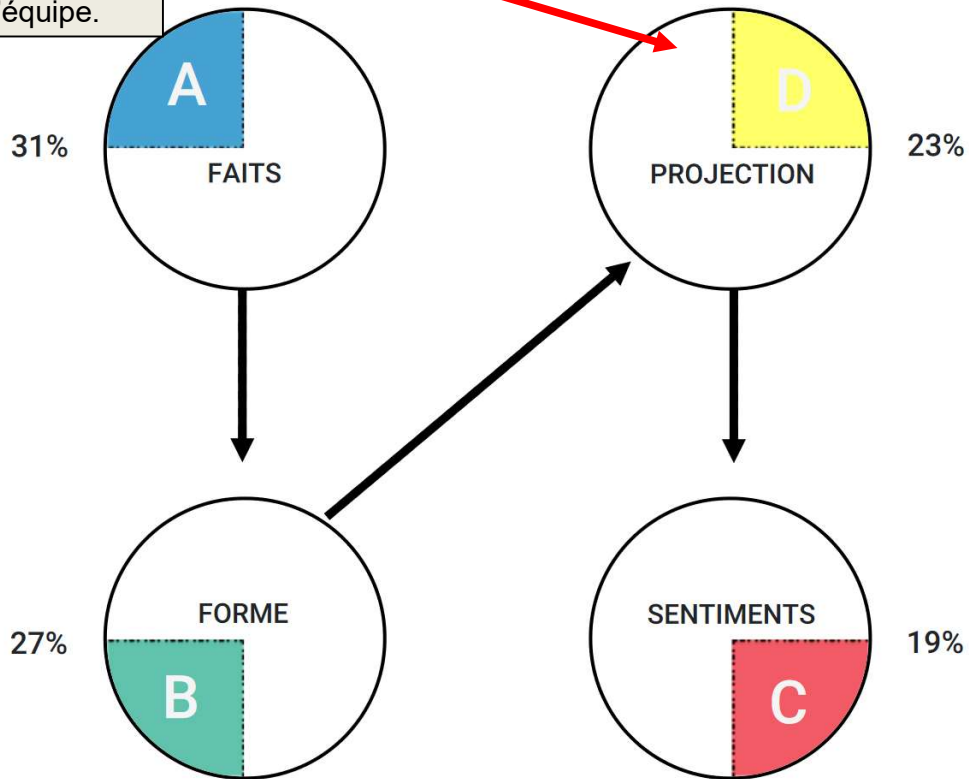 'équipe.
A
D
31%
23%
FAITS
PROJECTION
FORME
SENTIMENTS
27%
19%
B
C